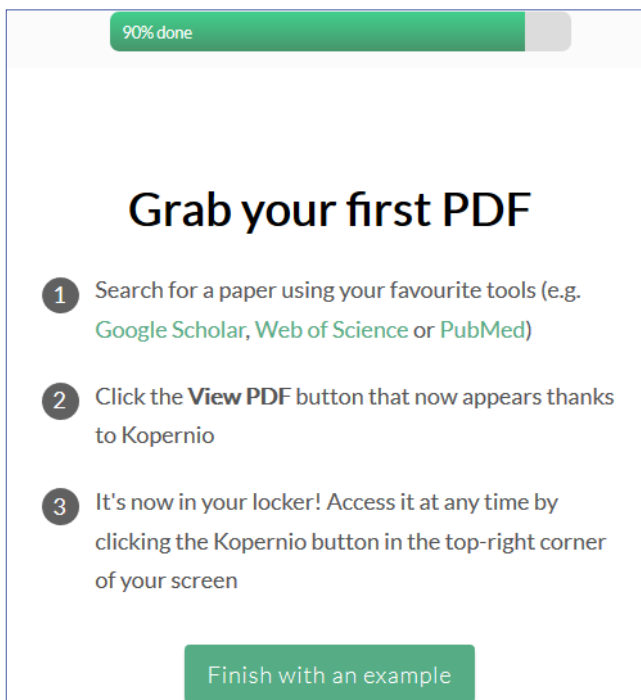 90% done
Grab your first PDF
1 Search for a paper using your favourite tools (e.g.
Google Scholar, Web of Science or PubMed)
2 Click the View PDF button that now appears thanks
to Kopernio
3 It's now in your locker! Access it at any time by
clicking the Kopernio button in the top-right corner
of your screen
Finish with an example